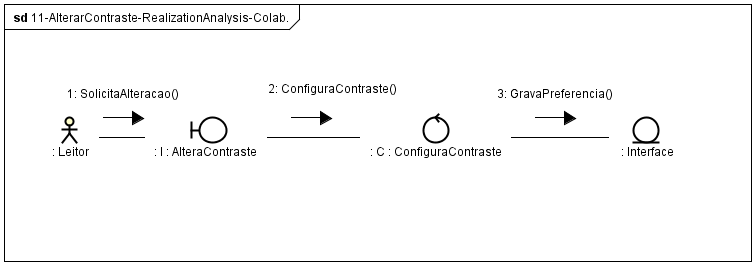 sd 11-AlterarContraste-RealizationAnalysis-Colab.
1: SolicitaAlteracao()
2: ConfiguraContraste()
3: GravaPreferencia()
: Leitor
: I : AlteraContraste
: C : ConfiguraContraste
: Interface